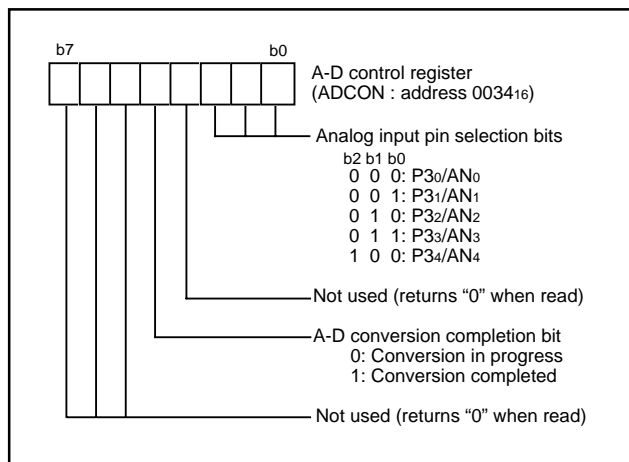 b7 b0
A-D control register
(ADCON : address 0034₁₆)
Analog input pin selection bits
b2 b1 b0
0 0 0: P3₀/AN₀
0 0 1: P3₁/AN₁
0 1 0: P3₂/AN₂
0 1 1: P3₃/AN₃
1 0 0: P3₄/AN₄
Not used (returns “0” when read)
A-D conversion completion bit
0: Conversion in progress
1: Conversion completed
Not used (returns “0” when read)